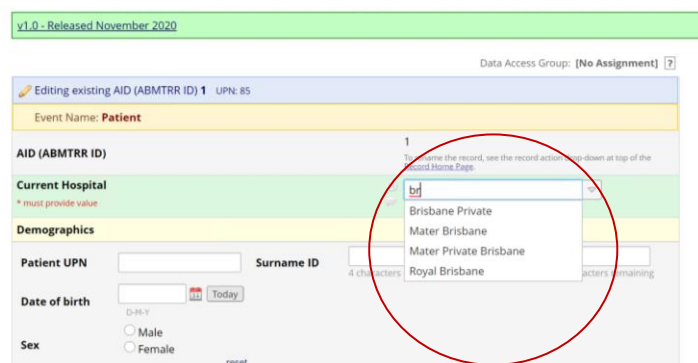 v1.0 - Released November 2020
Data Access Group: [No Assignment] ?
Editing existing AID (ABMTRR ID) 1 UPN: 85
Event Name: Patient
AID (ABMTRR ID)
1
To rename the record, see the record action drop-down at top of the
Record Home Page.
Current Hospital
* must provide value
br
Brisbane Private
Mater Brisbane
Mater Private Brisbane
Royal Brisbane
Demographics
Patient UPN
Surname ID
4 characters
remaining
Date of birth
Today
D-M-Y
Sex
Male
Female
reset